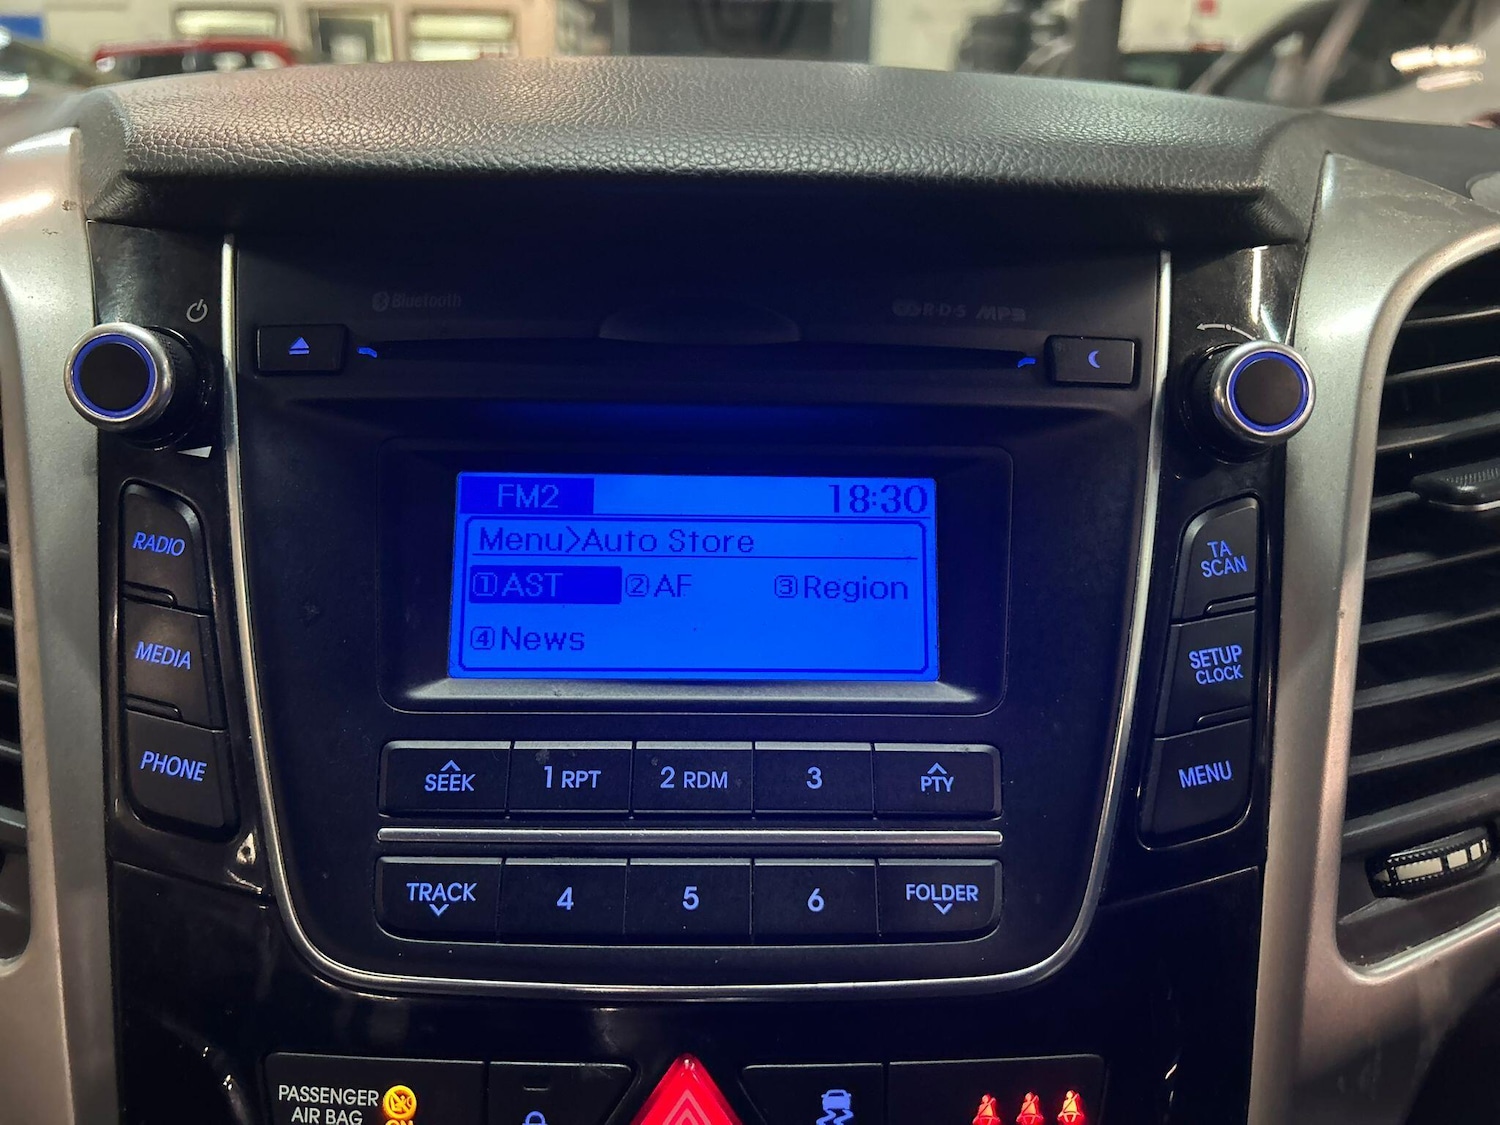 Bluetooth
R·D·S MP3
FM2 18:30
Menu>Auto Store
①AST ②AF ③Region
④News
RADIO
MEDIA
PHONE
TA
SCAN
SETUP
CLOCK
MENU
SEEK 1 RPT 2 RDM 3 PTY
TRACK 4 5 6 FOLDER
PASSENGER
AIR BAG
ON